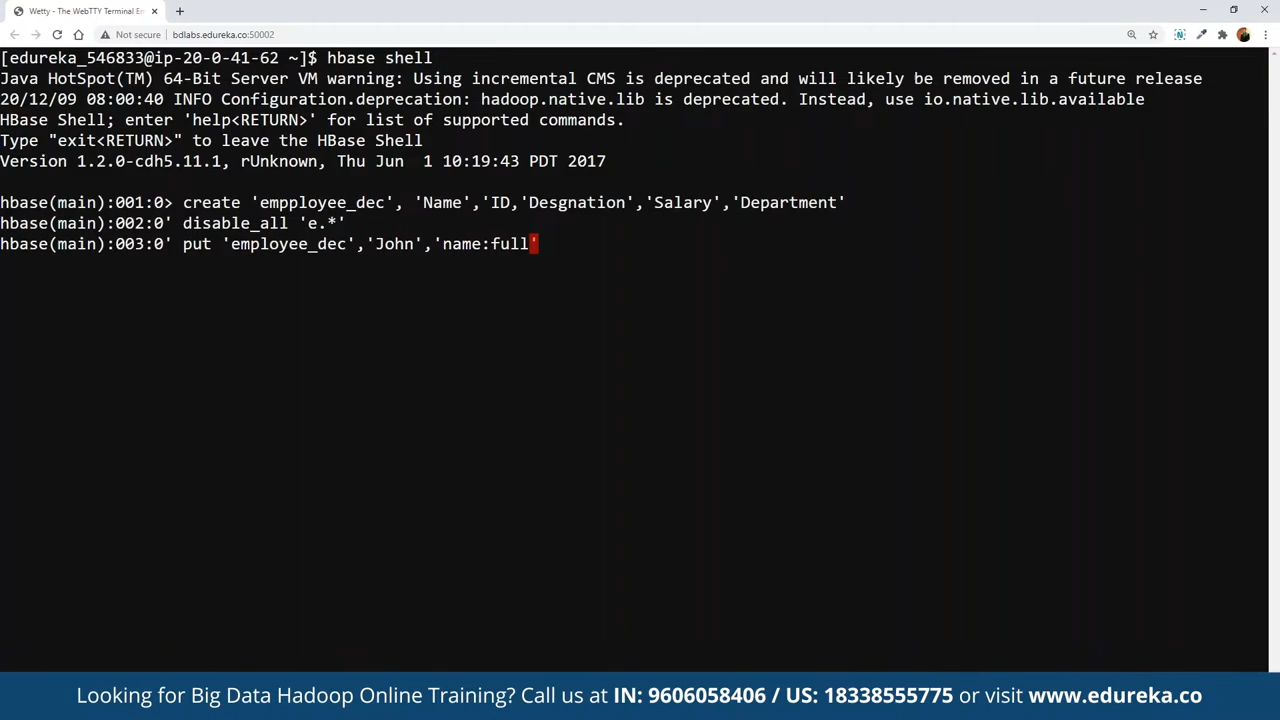 Wetty - The WebTTY Terminal En
Not secure | bdlabs.edureka.co:50002
[edureka_546833@ip-20-0-41-62 ~]$ hbase shell
Java HotSpot(TM) 64-Bit Server VM warning: Using incremental CMS is deprecated and will likely be removed in a future release
20/12/09 08:00:40 INFO Configuration.deprecation: hadoop.native.lib is deprecated. Instead, use io.native.lib.available
HBase Shell; enter 'help<RETURN>' for list of supported commands.
Type "exit<RETURN>" to leave the HBase Shell
Version 1.2.0-cdh5.11.1, rUnknown, Thu Jun  1 10:19:43 PDT 2017
hbase(main):001:0> create 'empployee_dec', 'Name','ID,'Desgnation','Salary','Department'
hbase(main):002:0' disable_all 'e.*'
hbase(main):003:0' put 'employee_dec','John','name:full'
Looking for Big Data Hadoop Online Training? Call us at IN: 9606058406 / US: 18338555775 or visit www.edureka.co